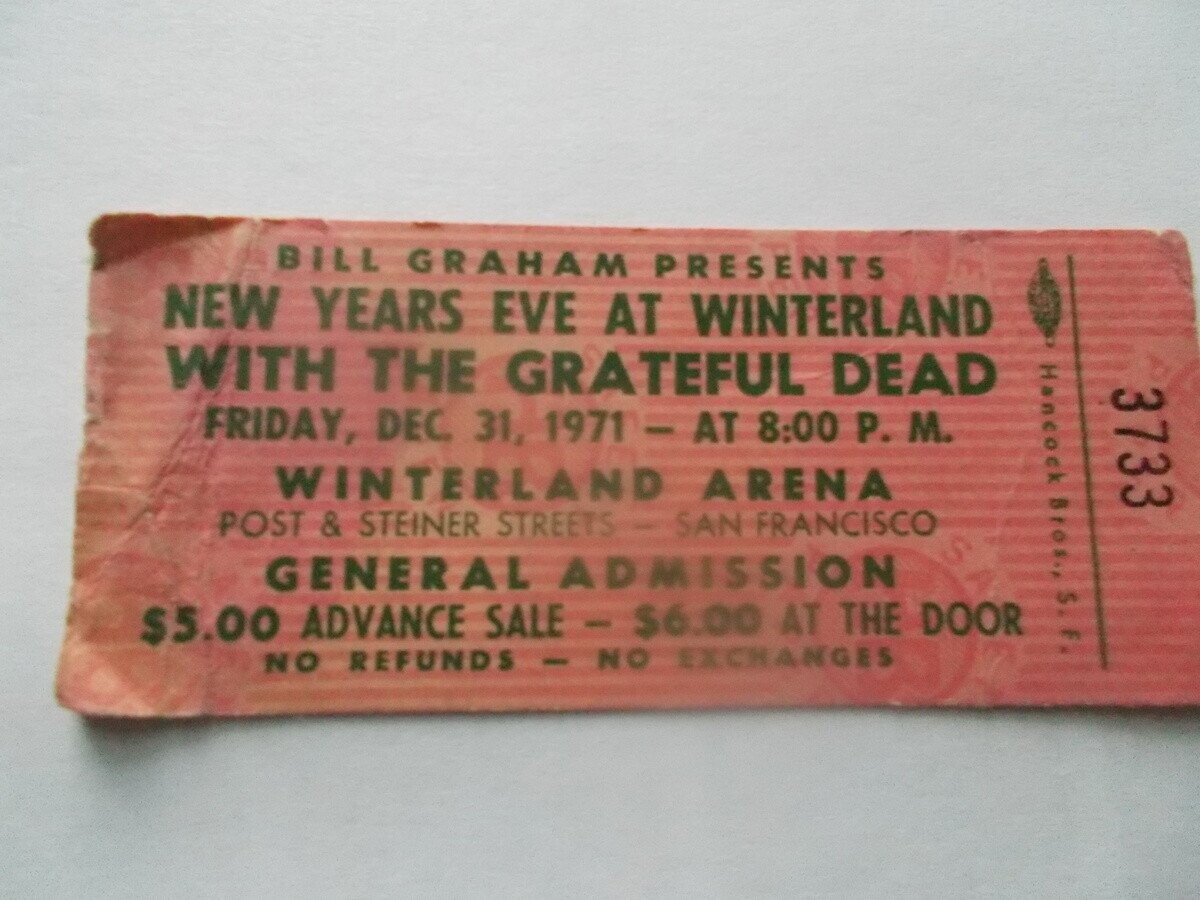 BILL GRAHAM PRESENTS
NEW YEARS EVE AT WINTERLAND
WITH THE GRATEFUL DEAD
FRIDAY, DEC. 31, 1971 — AT 8:00 P. M.
WINTERLAND ARENA
POST & STEINER STREETS — SAN FRANCISCO
GENERAL ADMISSION
$5.00 ADVANCE SALE — $6.00 AT THE DOOR
NO REFUNDS — NO EXCHANGES
Hancock Bros., S.F.
3733